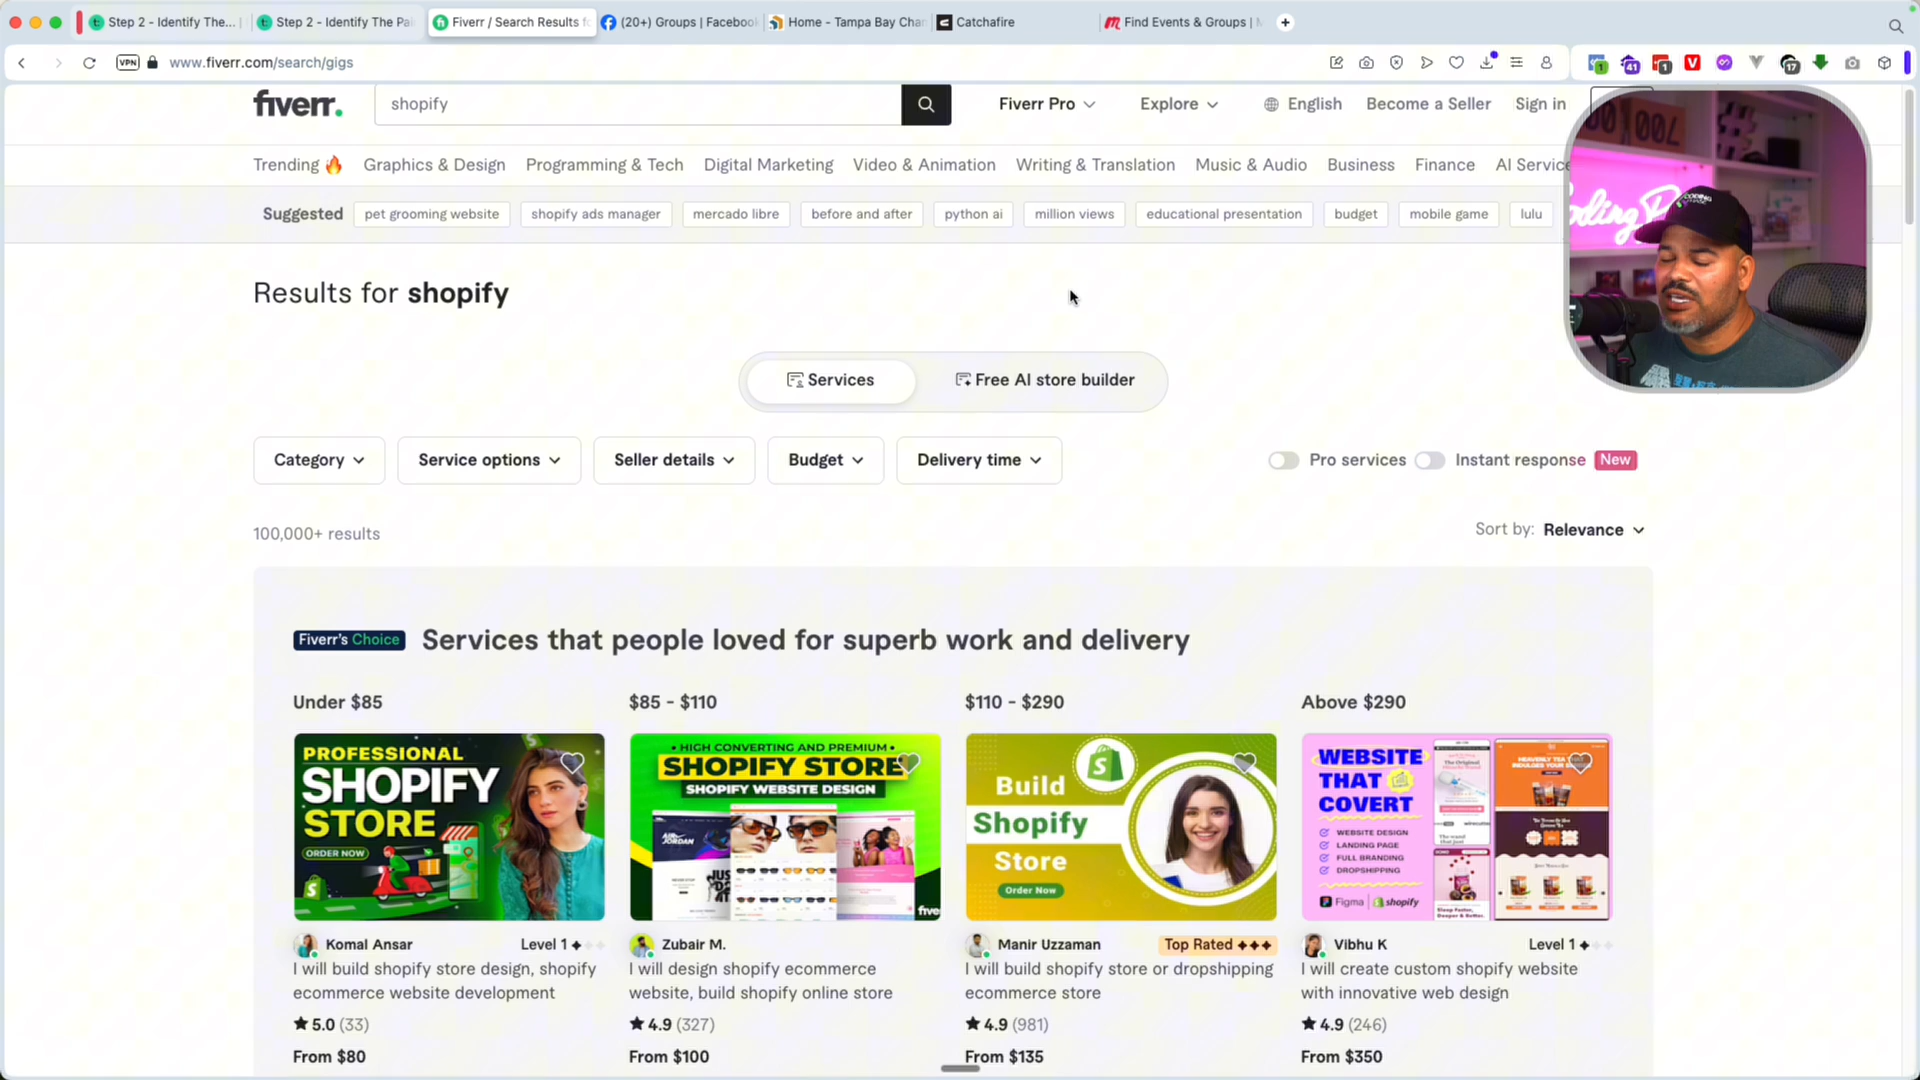 Step 2 - Identify The...
Step 2 - Identify The Pai
Fiverr / Search Results fo
(20+) Groups | Facebook
Home - Tampa Bay Cha
Catchafire
Find Events & Groups | M
VPN
www.fiverr.com/search/gigs
1
41
1
17
fiverr.
shopify
Fiverr Pro
Explore
English
Become a Seller
Sign in
Trending
Graphics & Design
Programming & Tech
Digital Marketing
Video & Animation
Writing & Translation
Music & Audio
Business
Finance
AI Service
Suggested
pet grooming website
shopify ads manager
mercado libre
before and after
python ai
million views
educational presentation
budget
mobile game
lulu
Results for shopify
Services
Free AI store builder
Category
Service options
Seller details
Budget
Delivery time
Pro services
Instant response
New
100,000+ results
Sort by: Relevance
Fiverr's Choice
Services that people loved for superb work and delivery
Under $85
$85 - $110
$110 - $290
Above $290
PROFESSIONAL
SHOPIFY
STORE
ORDER NOW
• HIGH CONVERTING AND PREMIUM •
SHOPIFY STORE
SHOPIFY WEBSITE DESIGN
Build
Shopify
Store
Order Now
WEBSITE
THAT
COVERT
WEBSITE DESIGN
LANDING PAGE
FULL BRANDING
DROPSHIPPING
Figma
shopify
Komal Ansar
Level 1
I will build shopify store design, shopify
ecommerce website development
5.0 (33)
From $80
Zubair M.
I will design shopify ecommerce
website, build shopify online store
4.9 (327)
From $100
Manir Uzzaman
Top Rated
I will build shopify store or dropshipping
ecommerce store
4.9 (981)
From $135
Vibhu K
Level 1
I will create custom shopify website
with innovative web design
4.9 (246)
From $350